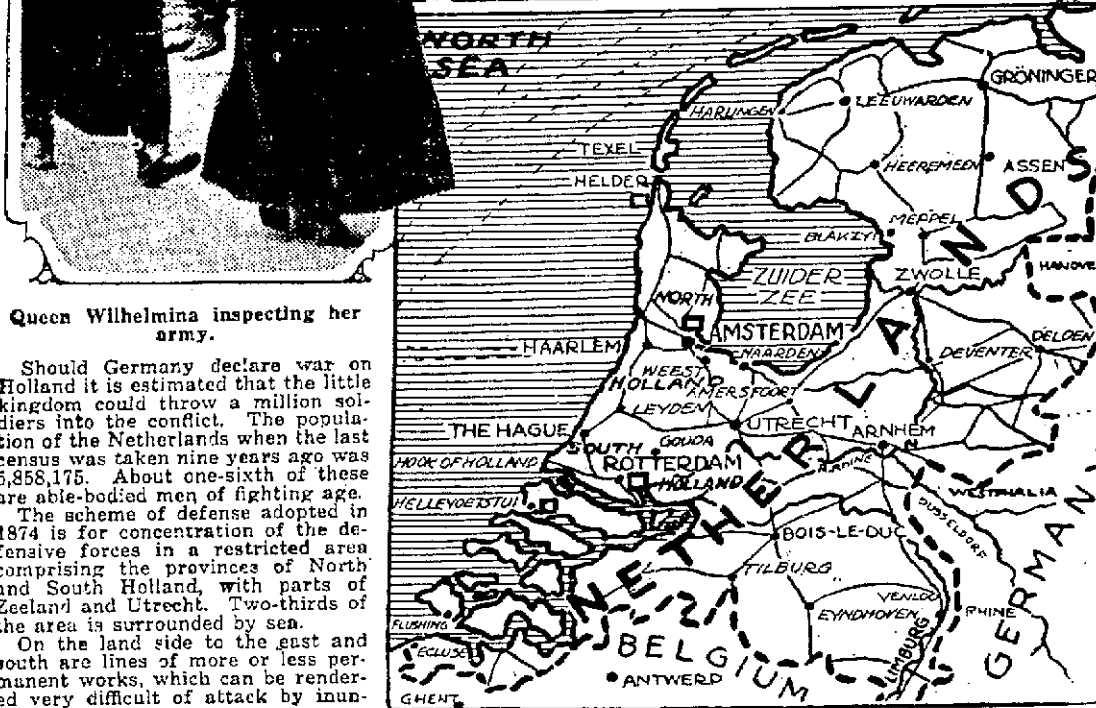 Queen Wilhelmina inspecting her
army.
Should Germany declare war on
Holland it is estimated that the little
kingdom could throw a million sol-
diers into the conflict. The popula-
tion of the Netherlands when the last
census was taken nine years ago was
5,858,175. About one-sixth of these
are able-bodied men of fighting age.
The scheme of defense adopted in
1874 is for concentration of the de-
fensive forces in a restricted area
comprising the provinces of North
and South Holland, with parts of
Zeeland and Utrecht. Two-thirds of
the area is surrounded by sea.
On the land side to the east and
south are lines of more or less per-
manent works, which can be render-
ed very difficult of attack by inun-
NORTH
SEA
GRÖNINGER
HARLINGEN
LEEUWARDEN
TEXEL
HEEREMEEN
ASSEN
HELDER
MEPPEL
BLÁKZYL
ZUIDER
ZEE
ZWOLLE
HANOVE
NORTH
AMSTERDAM
HAARLEM
NAARDEN
DELDEN
DEVENTER
WEEST
HOLLAND
AMERSFOORT
LEYDEN
THE HAGUE
UTRECHT
ARNHEM
GOUDA
SOUTH
HOOK OF HOLLAND
ROTTERDAM
HOLLAND
R. RHINE
WESTPHALIA
HELLEVOETSTUI
DUSSELDORF
BOIS-LE-DUC
NETHERLANDS
TILBURG
VENLOO
EYNDHOVEN
RHINE
FLUSHING
LIMBURG
GERMAN
ECLUSE
BELGIUM
ANTWERP
GHENT